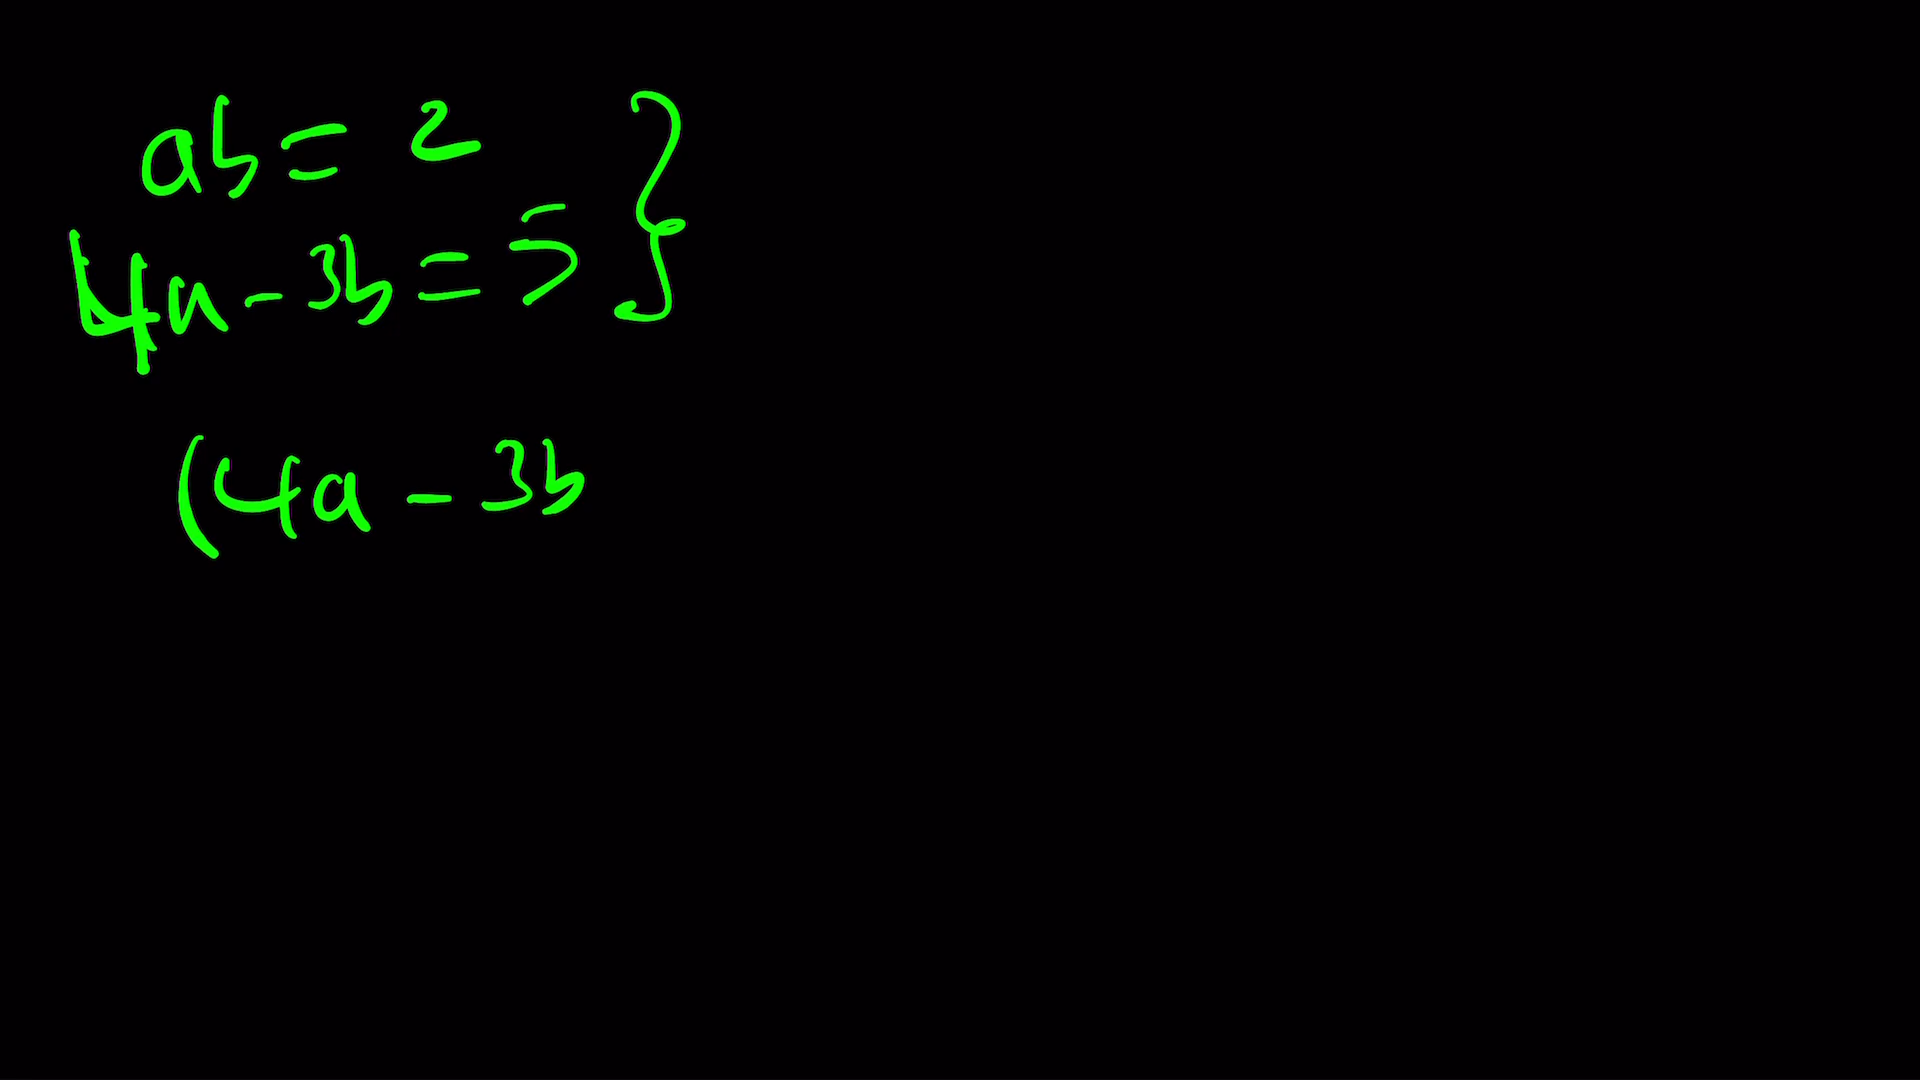 ab = 2 }
4a - 3b = 5
(4a - 3b